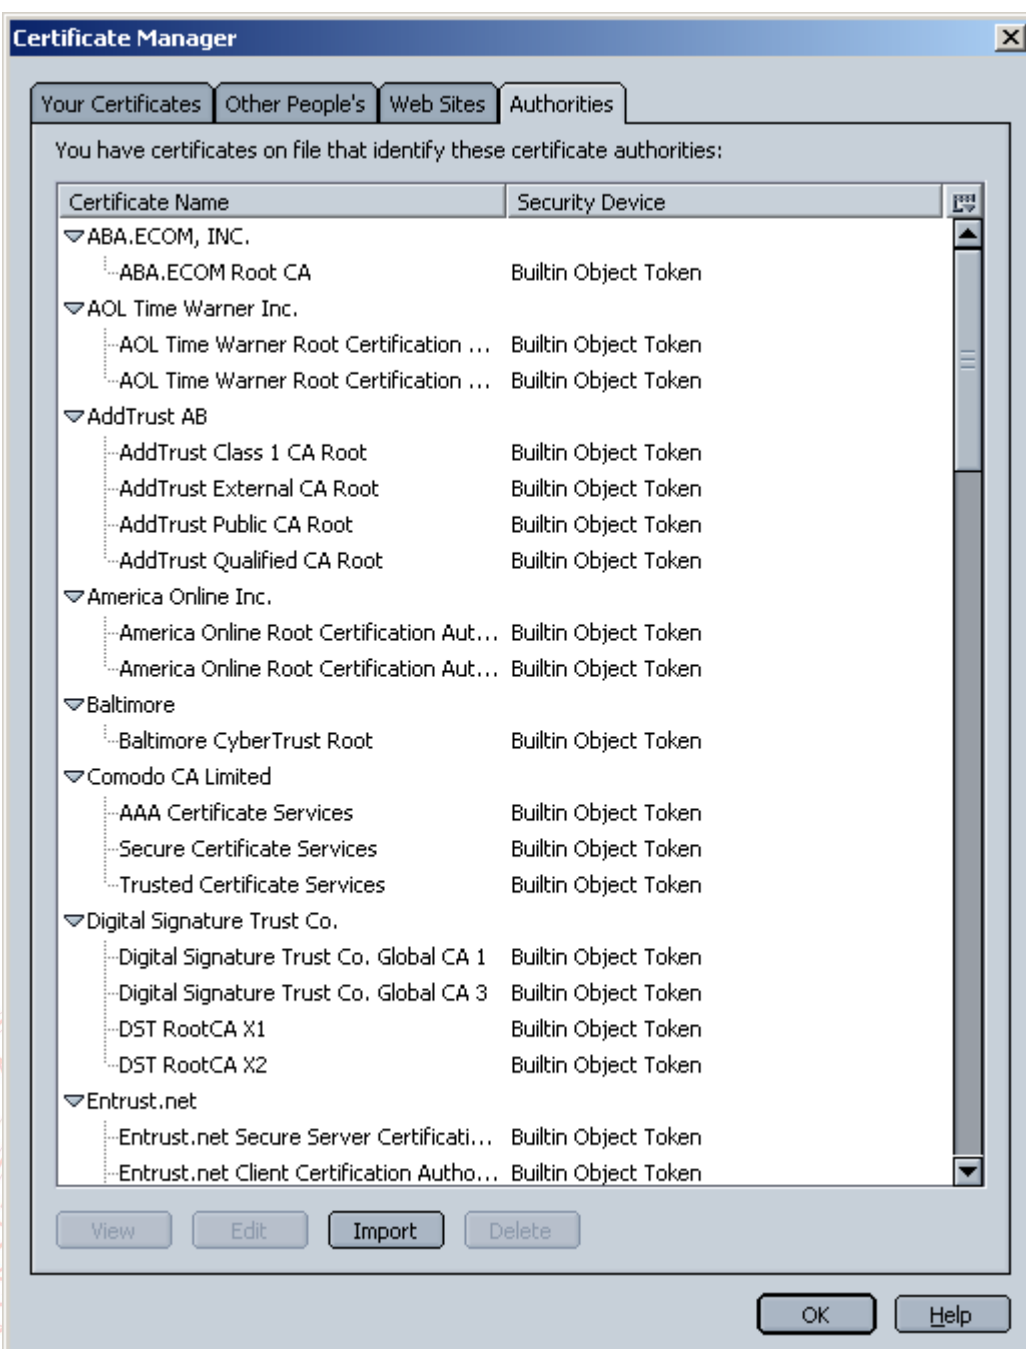 Certificate Manager
Your Certificates Other People's Web Sites Authorities
You have certificates on file that identify these certificate authorities:
Certificate Name Security Device
ABA.ECOM, INC.
ABA.ECOM Root CA Builtin Object Token
AOL Time Warner Inc.
AOL Time Warner Root Certification ... Builtin Object Token
AOL Time Warner Root Certification ... Builtin Object Token
AddTrust AB
AddTrust Class 1 CA Root Builtin Object Token
AddTrust External CA Root Builtin Object Token
AddTrust Public CA Root Builtin Object Token
AddTrust Qualified CA Root Builtin Object Token
America Online Inc.
America Online Root Certification Aut... Builtin Object Token
America Online Root Certification Aut... Builtin Object Token
Baltimore
Baltimore CyberTrust Root Builtin Object Token
Comodo CA Limited
AAA Certificate Services Builtin Object Token
Secure Certificate Services Builtin Object Token
Trusted Certificate Services Builtin Object Token
Digital Signature Trust Co.
Digital Signature Trust Co. Global CA 1 Builtin Object Token
Digital Signature Trust Co. Global CA 3 Builtin Object Token
DST RootCA X1 Builtin Object Token
DST RootCA X2 Builtin Object Token
Entrust.net
Entrust.net Secure Server Certificati... Builtin Object Token
Entrust.net Client Certification Autho... Builtin Object Token
View Edit Import Delete
OK Help